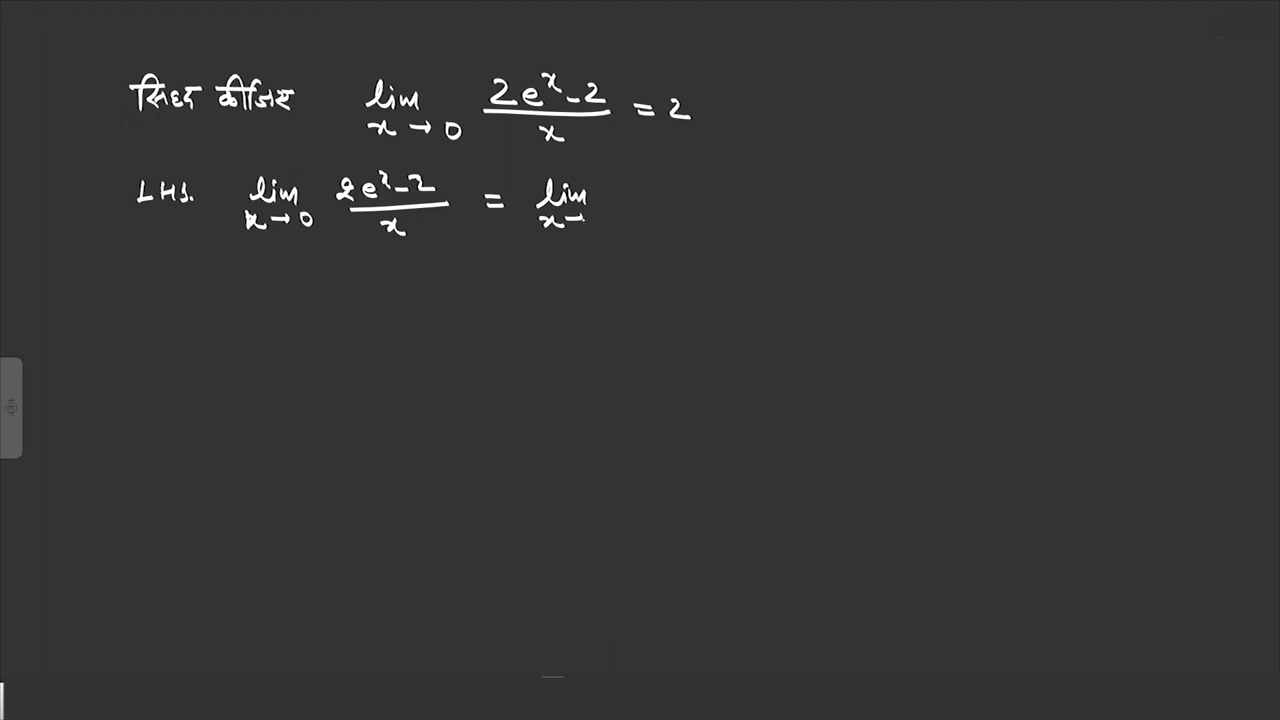 सिद्ध कीजिए lim x→0 (2e^x - 2)/x = 2
LHS. lim x→0 (2e^x - 2)/x = lim x→